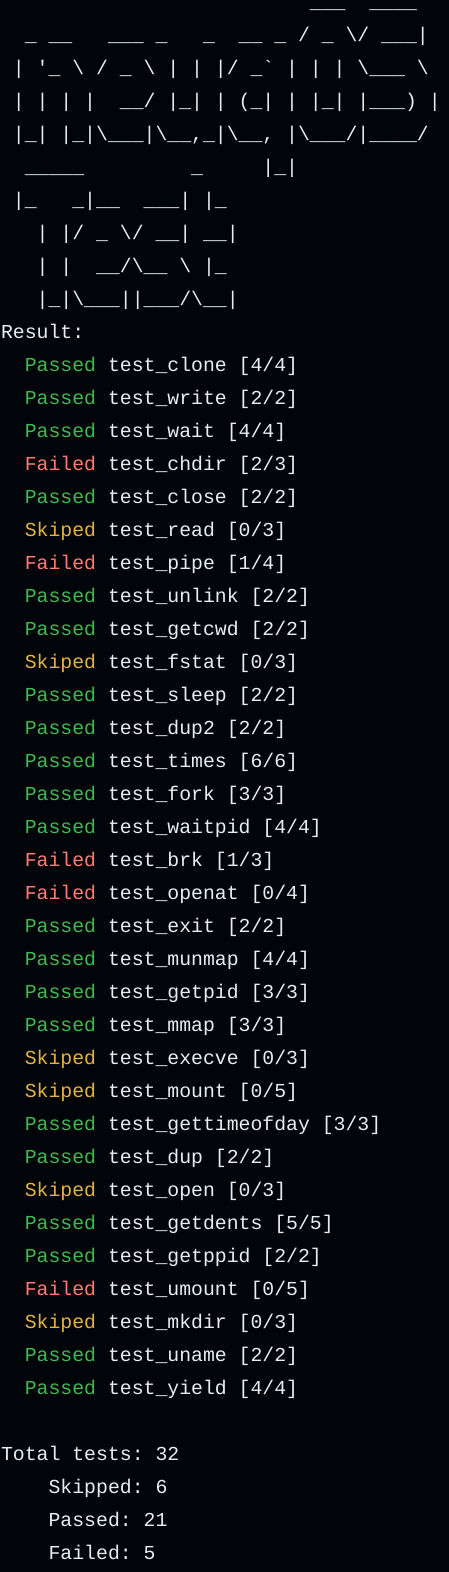 ___  ____
  _ __   ___ _   _  __ _ / _ \/ ___|
 | '_ \ / _ \ | | |/ _` | | | \___ \
 | | | |  __/ |_| | (_| | |_| |___) |
 |_| |_|\___|\__,_|\__, |\___/|____/
  _____         _     |_|
 |_   _|__  ___| |_
   | |/ _ \/ __| __|
   | |  __/\__ \ |_
   |_|\___||___/\__|
Result:
  Passed test_clone [4/4]
  Passed test_write [2/2]
  Passed test_wait [4/4]
  Failed test_chdir [2/3]
  Passed test_close [2/2]
  Skiped test_read [0/3]
  Failed test_pipe [1/4]
  Passed test_unlink [2/2]
  Passed test_getcwd [2/2]
  Skiped test_fstat [0/3]
  Passed test_sleep [2/2]
  Passed test_dup2 [2/2]
  Passed test_times [6/6]
  Passed test_fork [3/3]
  Passed test_waitpid [4/4]
  Failed test_brk [1/3]
  Failed test_openat [0/4]
  Passed test_exit [2/2]
  Passed test_munmap [4/4]
  Passed test_getpid [3/3]
  Passed test_mmap [3/3]
  Skiped test_execve [0/3]
  Skiped test_mount [0/5]
  Passed test_gettimeofday [3/3]
  Passed test_dup [2/2]
  Skiped test_open [0/3]
  Passed test_getdents [5/5]
  Passed test_getppid [2/2]
  Failed test_umount [0/5]
  Skiped test_mkdir [0/3]
  Passed test_uname [2/2]
  Passed test_yield [4/4]

Total tests: 32
    Skipped: 6
    Passed: 21
    Failed: 5